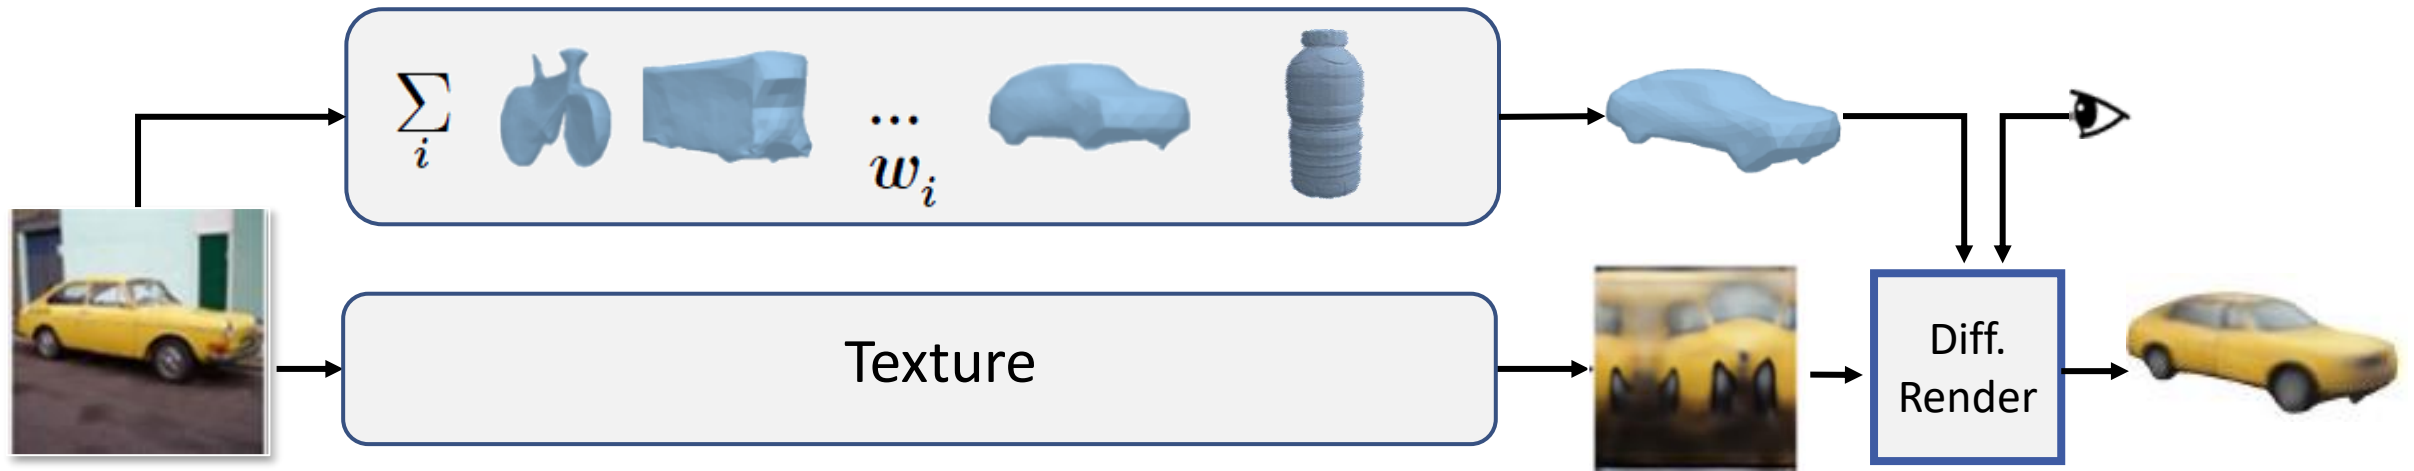 ∑
i
...
w_i
Texture
Diff.
Render